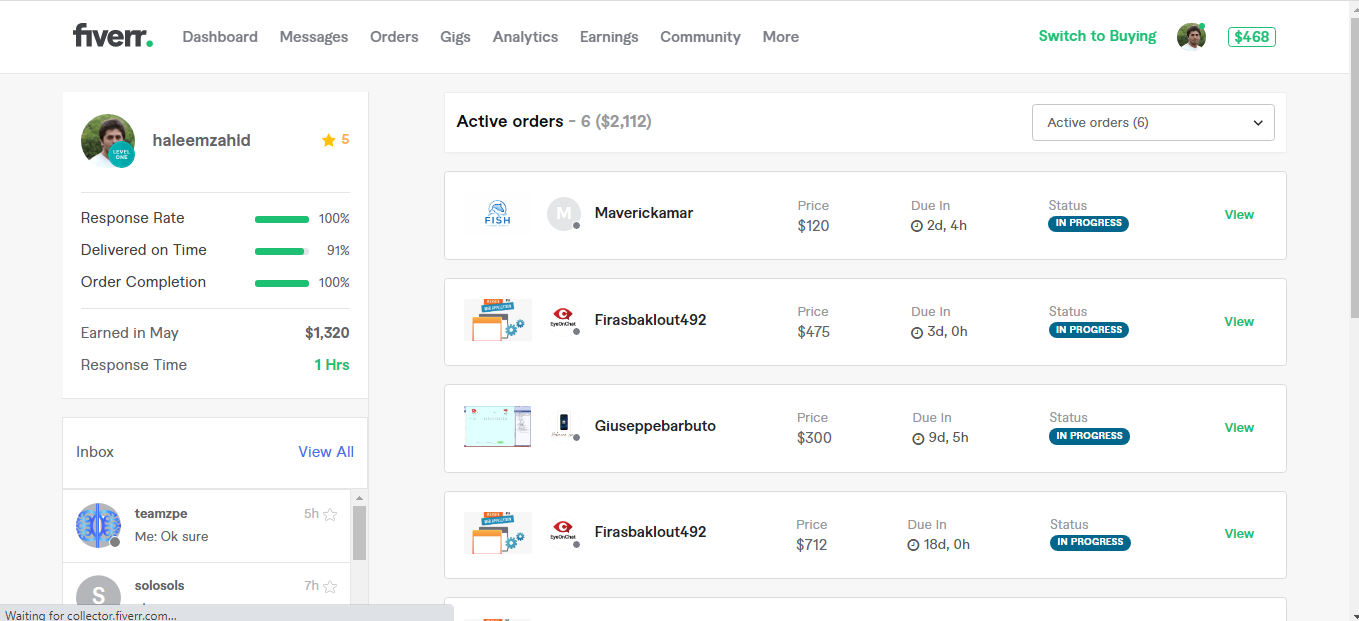 fiverr.
Dashboard Messages Orders Gigs Analytics Earnings Community More
Switch to Buying $468
haleemzahid 5
LEVEL
ONE
Response Rate 100%
Delivered on Time 91%
Order Completion 100%
Earned in May $1,320
Response Time 1 Hrs
Inbox View All
teamzpe 5h
Me: Ok sure
S solosols 7h
Active orders - 6 ($2,112) Active orders (6)
FISH M Maverickamar Price $120 Due In 2d, 4h Status IN PROGRESS View
EyeOnChat Firasbaklout492 Price $475 Due In 3d, 0h Status IN PROGRESS View
Giuseppebarbuto Price $300 Due In 9d, 5h Status IN PROGRESS View
EyeOnChat Firasbaklout492 Price $712 Due In 18d, 0h Status IN PROGRESS View
Waiting for collector.fiverr.com...